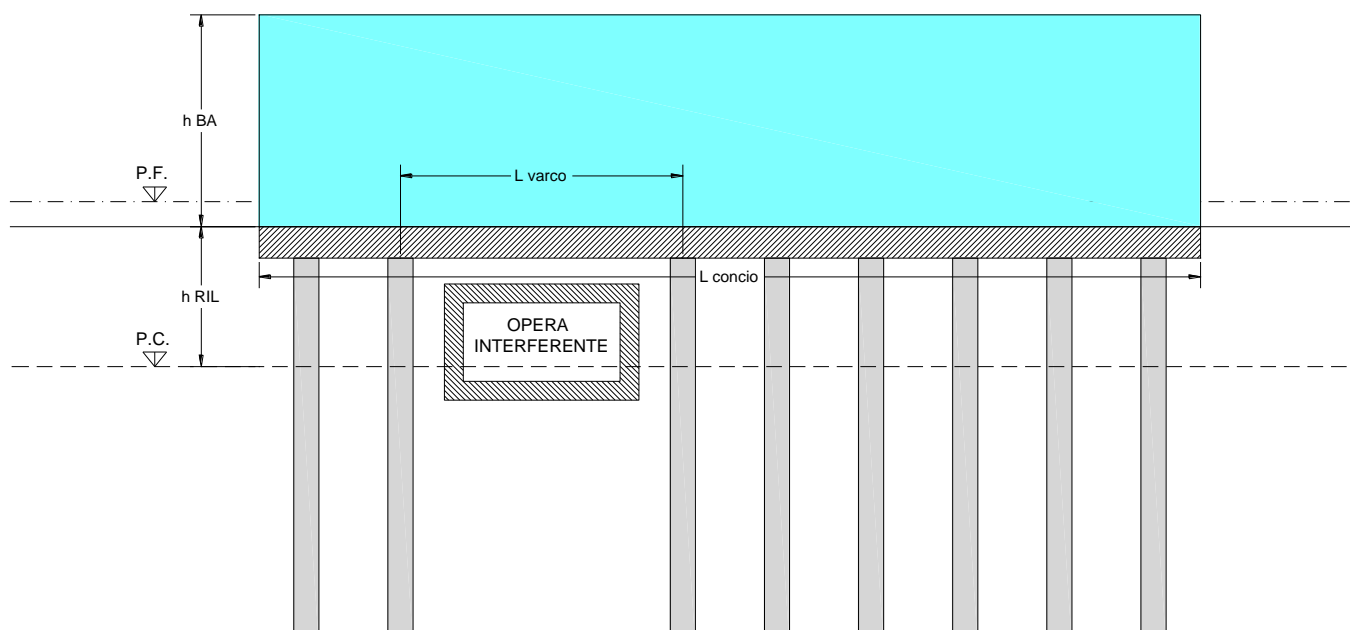 h BA
P.F.
L varco
L concio
h RIL
OPERA
INTERFERENTE
P.C.